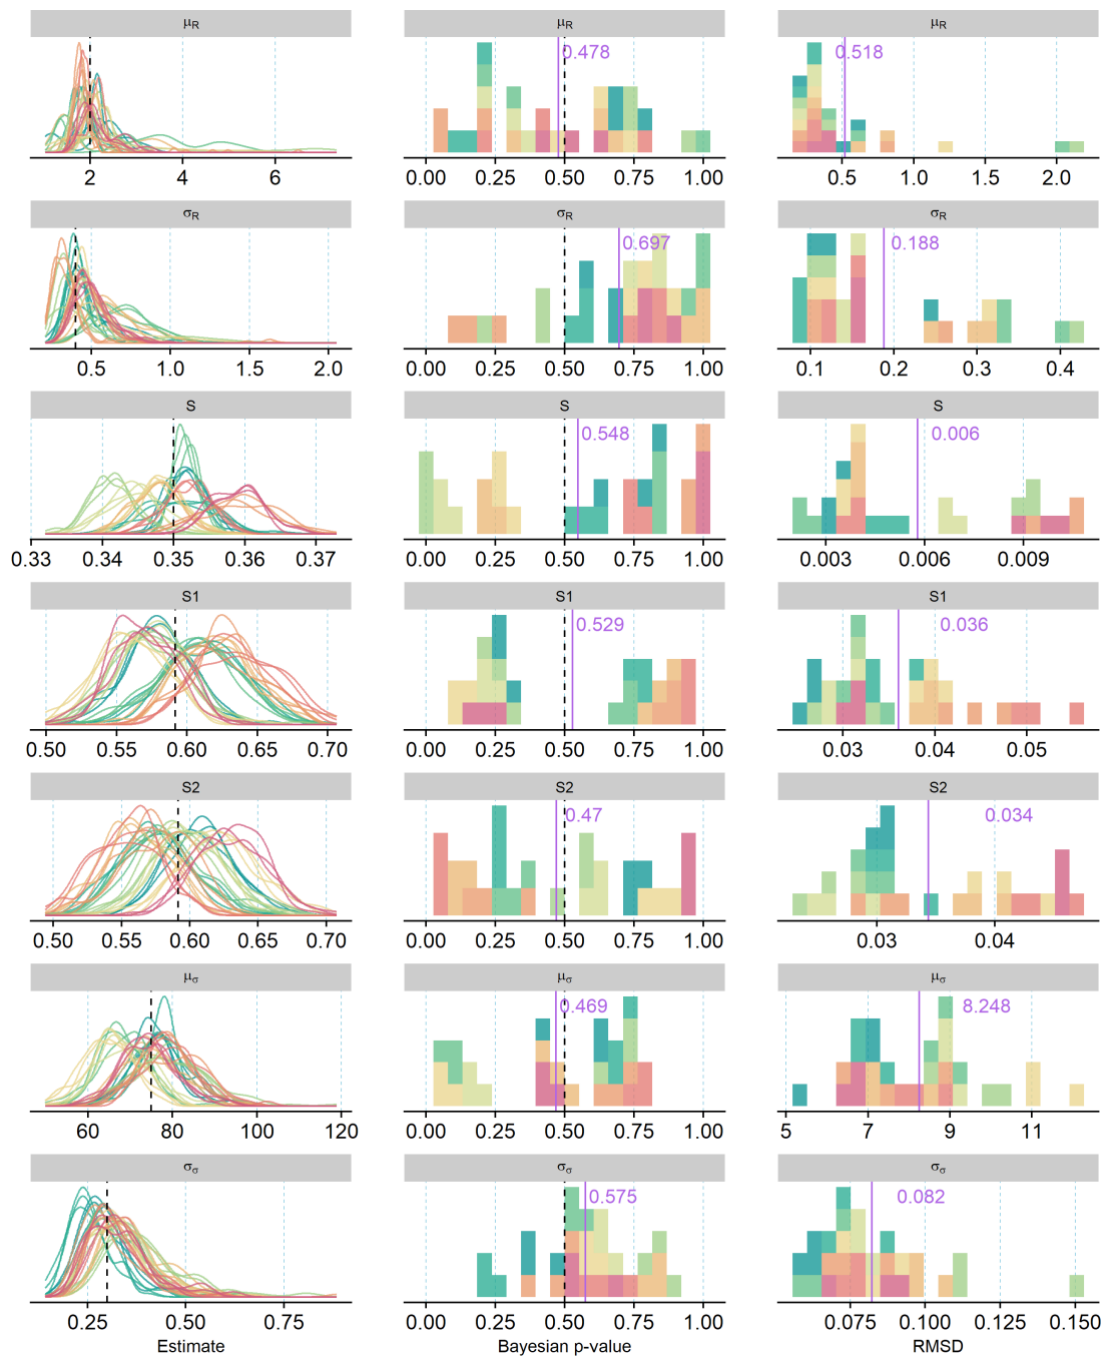 μR μR μR
0.478 0.518
2 4 6 0.00 0.25 0.50 0.75 1.00 0.5 1.0 1.5 2.0
σR σR σR
0.697 0.188
0.5 1.0 1.5 2.0 0.00 0.25 0.50 0.75 1.00 0.1 0.2 0.3 0.4
S S S
0.548 0.006
0.33 0.34 0.35 0.36 0.37 0.00 0.25 0.50 0.75 1.00 0.003 0.006 0.009
S1 S1 S1
0.529 0.036
0.50 0.55 0.60 0.65 0.70 0.00 0.25 0.50 0.75 1.00 0.03 0.04 0.05
S2 S2 S2
0.47 0.034
0.50 0.55 0.60 0.65 0.70 0.00 0.25 0.50 0.75 1.00 0.03 0.04
μσ μσ μσ
0.469 8.248
60 80 100 120 0.00 0.25 0.50 0.75 1.00 5 7 9 11
σσ σσ σσ
0.575 0.082
0.25 0.50 0.75 0.00 0.25 0.50 0.75 1.00 0.075 0.100 0.125 0.150
Estimate Bayesian p-value RMSD